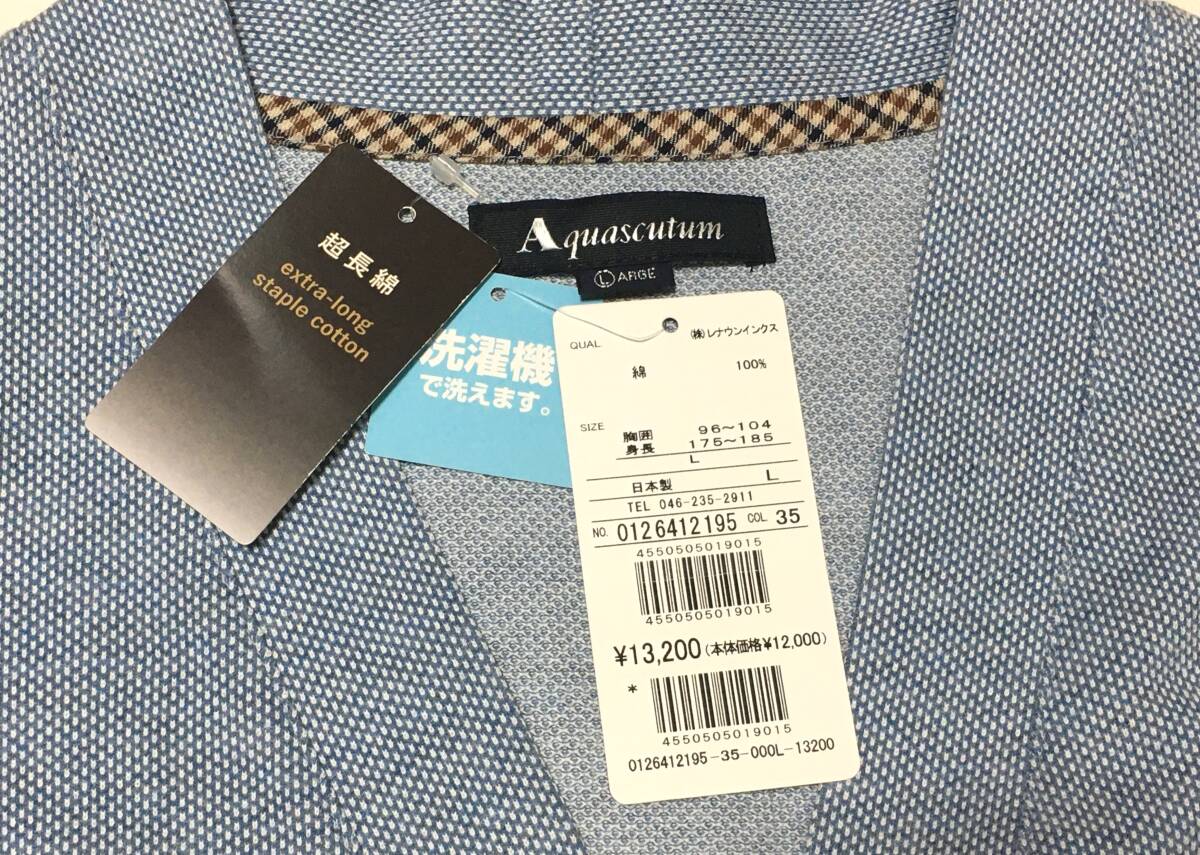 Aquascutum
LARGE
超長綿
extra-long
staple cotton
洗濯機
で洗えます。
(株)レナウンインクス
QUAL
綿 100%
SIZE
胸囲 96~104
身長 175~185
L
日本製 L
TEL 046-235-2911
NO. 0126412195 COL 35
4550505019015
4550505019015
¥13,200(本体価格¥12,000)
*
4550505019015
0126412195-35-000L-13200